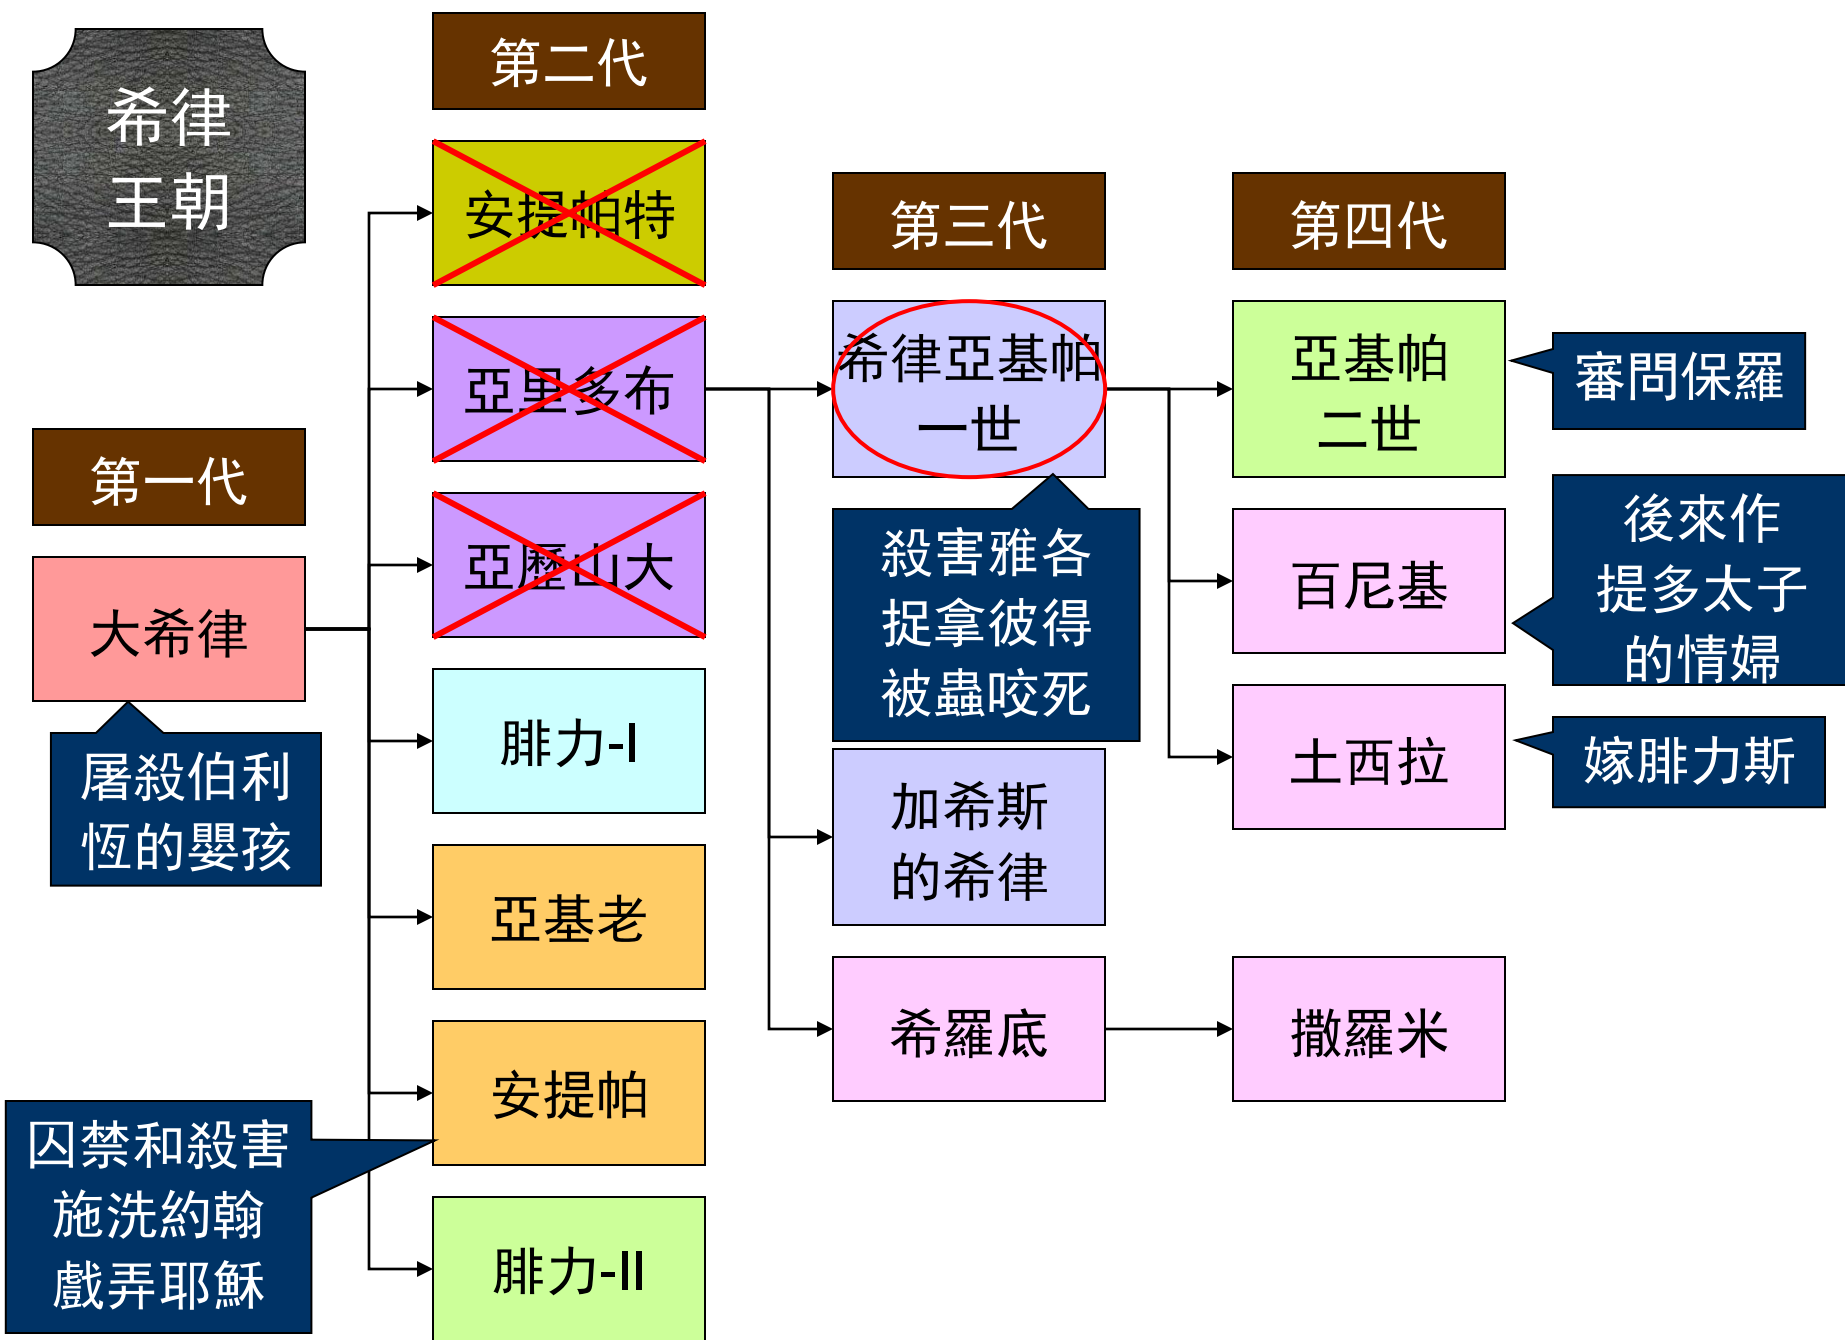 希律
王朝
第一代
大希律
屠殺伯利
恆的嬰孩
囚禁和殺害
施洗約翰
戲弄耶穌
第二代
安提帕特
亞里多布
亞歷山大
腓力-I
亞基老
安提帕
腓力-II
第三代
希律亞基帕
一世
殺害雅各
捉拿彼得
被蟲咬死
加希斯
的希律
希羅底
第四代
亞基帕
二世
審問保羅
百尼基
後來作
提多太子
的情婦
土西拉
嫁腓力斯
撒羅米